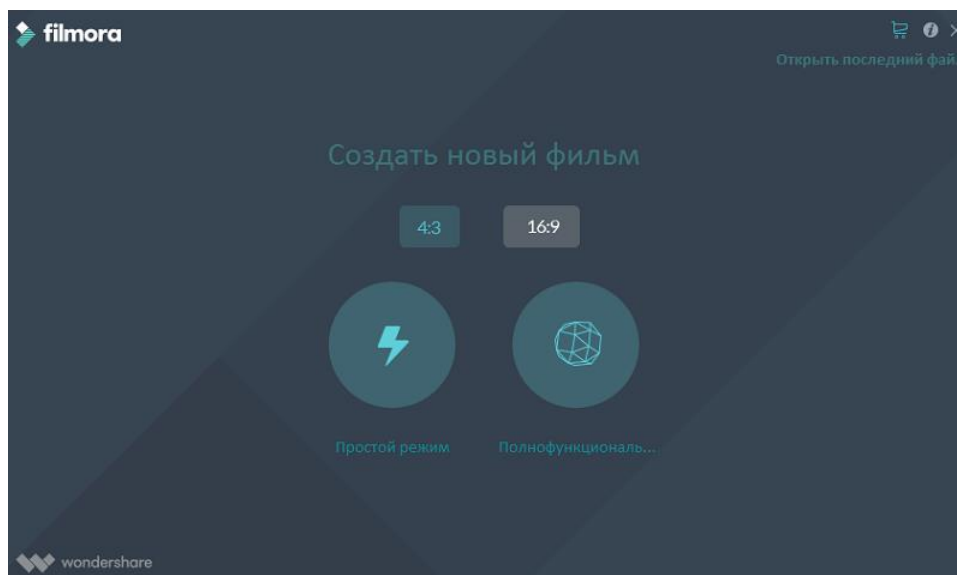 filmora
Открыть последний фай
Создать новый фильм
4:3
16:9
Простой режим
Полнофункциональ...
wondershare